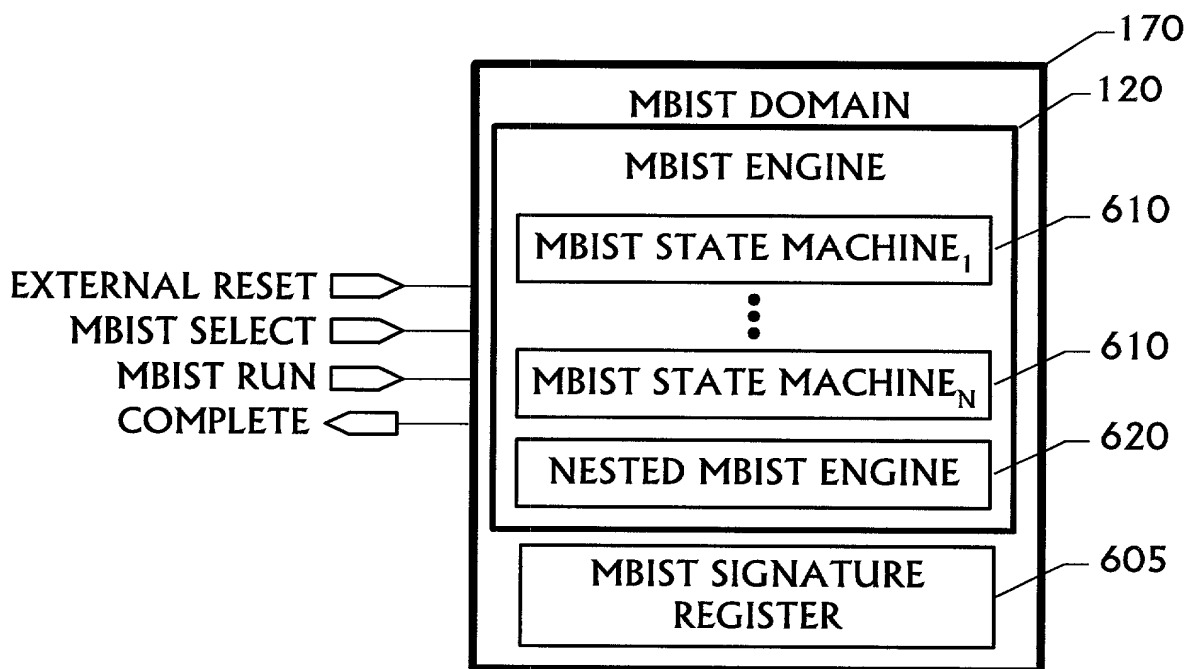 170
MBIST DOMAIN
120
MBIST ENGINE
610
MBIST STATE MACHINE1
EXTERNAL RESET
MBIST SELECT
MBIST RUN
COMPLETE
610
MBIST STATE MACHINEN
620
NESTED MBIST ENGINE
605
MBIST SIGNATURE
REGISTER